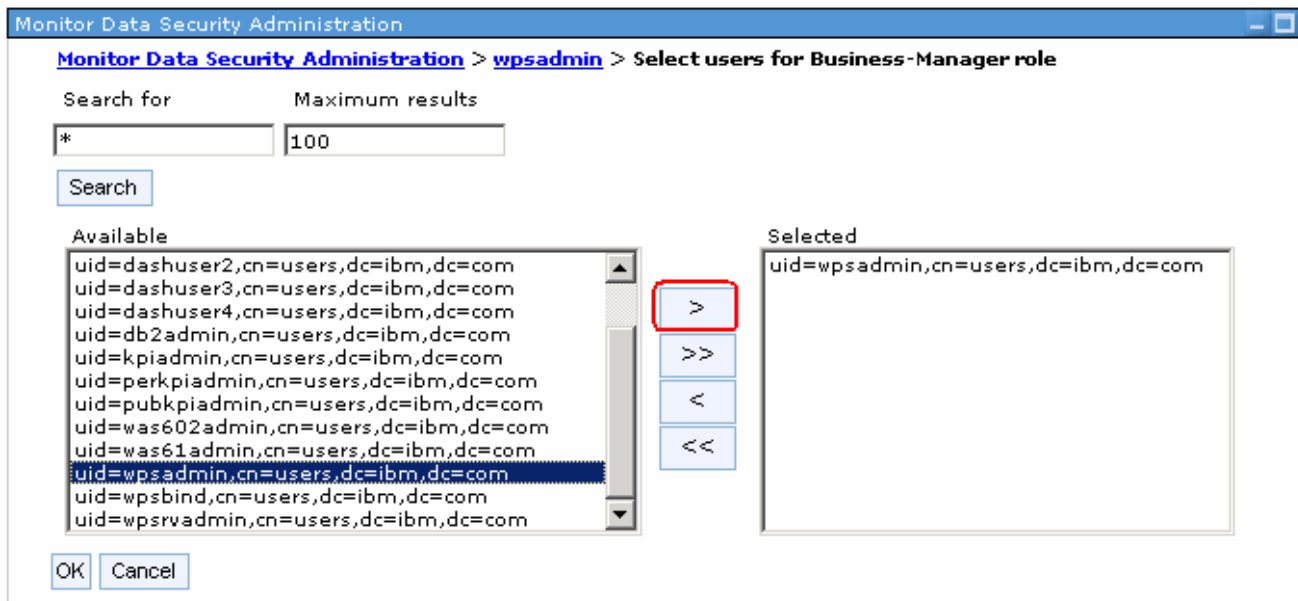 Monitor Data Security Administration
Monitor Data Security Administration > wpsadmin > Select users for Business-Manager role
Search for Maximum results
* 100
Search
Available Selected
uid=dashuser2,cn=users,dc=ibm,dc=com uid=wpsadmin,cn=users,dc=ibm,dc=com
uid=dashuser3,cn=users,dc=ibm,dc=com
uid=dashuser4,cn=users,dc=ibm,dc=com >
uid=db2admin,cn=users,dc=ibm,dc=com
uid=kpiadmin,cn=users,dc=ibm,dc=com >>
uid=perkpiadmin,cn=users,dc=ibm,dc=com
uid=pubkpiadmin,cn=users,dc=ibm,dc=com <
uid=was602admin,cn=users,dc=ibm,dc=com
uid=was61admin,cn=users,dc=ibm,dc=com <<
uid=wpsadmin,cn=users,dc=ibm,dc=com
uid=wpsbind,cn=users,dc=ibm,dc=com
uid=wpsrvadmin,cn=users,dc=ibm,dc=com
OK Cancel